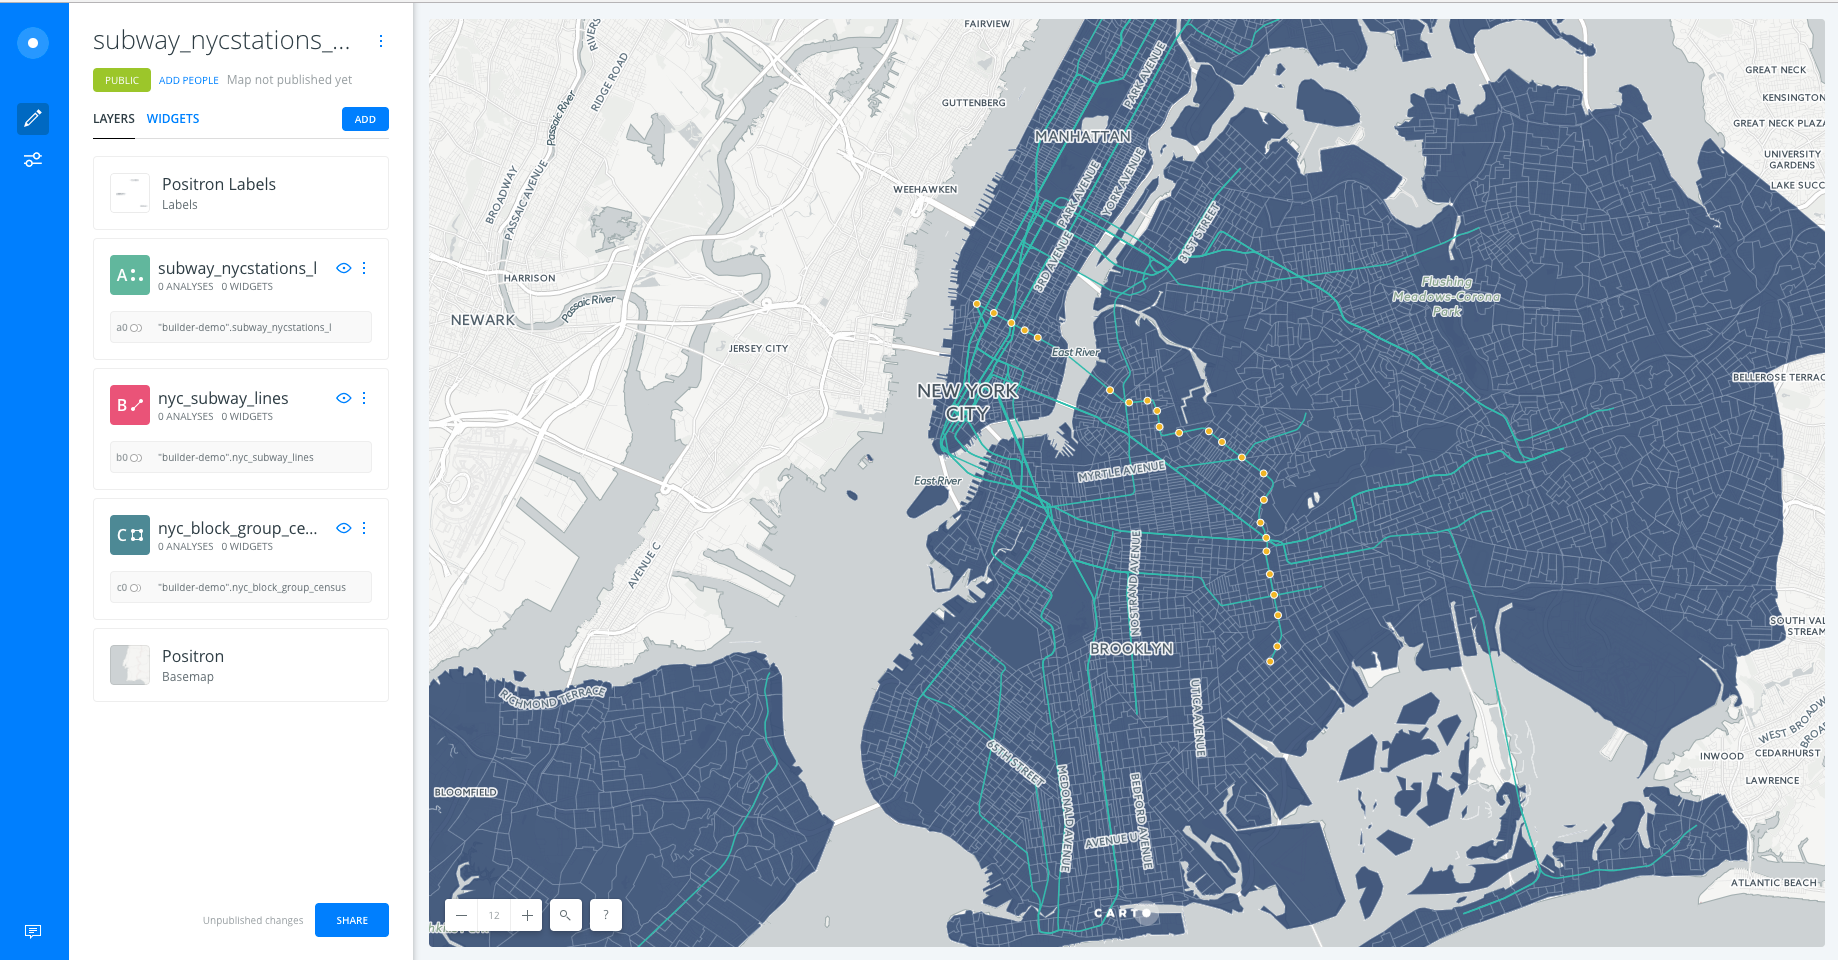 subway_nycstations_...
PUBLIC
ADD PEOPLE
Map not published yet
LAYERS
WIDGETS
ADD
Positron Labels
Labels
A
subway_nycstations_l
0 ANALYSES 0 WIDGETS
a0
"builder-demo".subway_nycstations_l
B
nyc_subway_lines
0 ANALYSES 0 WIDGETS
b0
"builder-demo".nyc_subway_lines
C
nyc_block_group_ce...
0 ANALYSES 0 WIDGETS
c0
"builder-demo".nyc_block_group_census
Positron
Basemap
Unpublished changes
SHARE
FAIRVIEW
RIVERS
RIDGE ROAD
Passaic River
PARK AVENUE
GREAT NECK
KENSINGTON
GUTTENBERG
GREAT NECK PLAZA
MANHATTAN
UNIVERSITY
GARDENS
BROADWAY
PASSAIC AVENUE
WEEHAWKEN
PARK AVENUE
YORK AVENUE
LAKE SUCC
31ST STREET
3RD AVENUE
HARRISON
Passaic River
Flushing
Meadows-Corona
Park
NEWARK
JERSEY CITY
East River
BELLEROSE TERRAC
NEW YORK
CITY
MYRTLE AVENUE
East River
AVENUE C
NOSTRAND AVENUE
SOUTH VAL
STREAM
BROOKLYN
RICHMOND TERRACE
UTICA AVENUE
WEST BROADW
BROA
65TH STREET
INWOOD
CEDARHURST
LAWRENCE
BLOOMFIELD
MCDONALD AVENUE
BEDFORD AVENUE
AVENUE U
ATLANTIC BEACH
12
?
CARTO